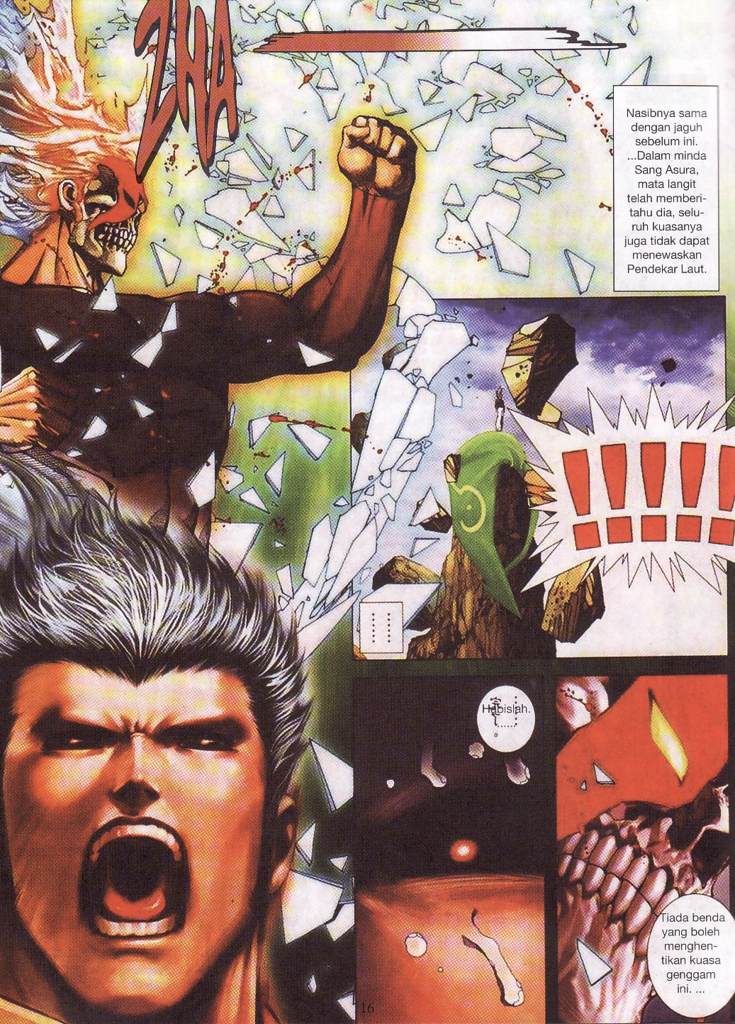 ZHA
Nasibnya sama
dengan jaguh
sebelum ini.
...Dalam minda
Sang Asura,
mata langit
telah memberi-
tahu dia, selu-
ruh kuasanya
juga tidak dapat
menewaskan
Pendekar Laut.
!!!!!
Habislah.
Tiada benda
yang boleh
menghen-
tikan kuasa
genggam
ini. ...
16